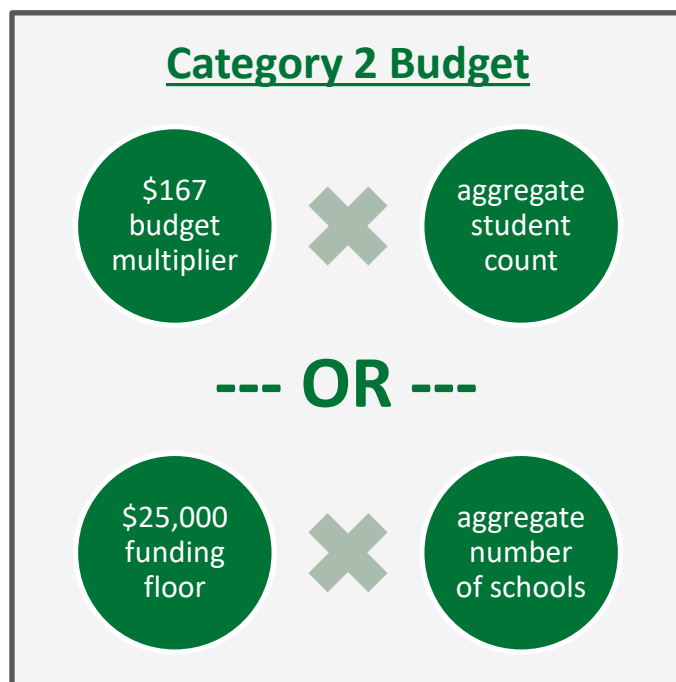 Category 2 Budget
$167
budget
multiplier
aggregate
student
count
--- OR ---
$25,000
funding
floor
aggregate
number
of schools